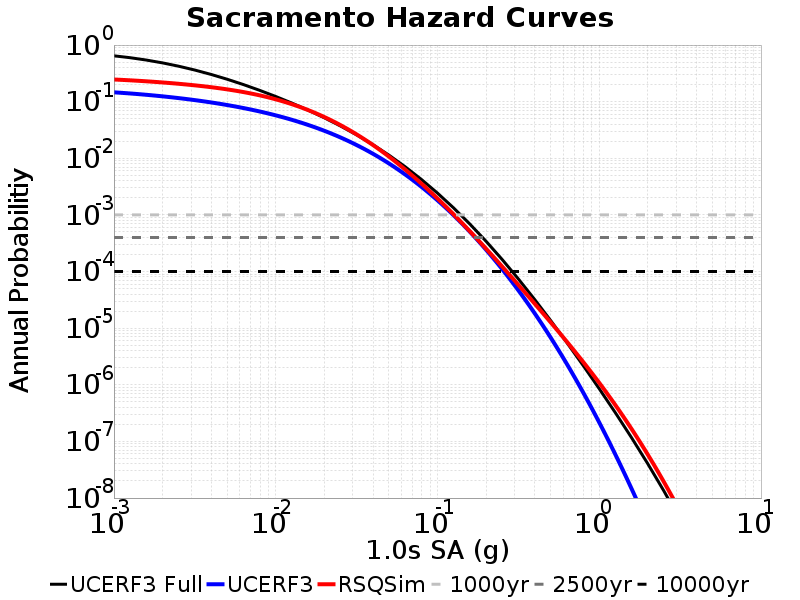 Sacramento Hazard Curves
10^0
10^-1
10^-2
10^-3
10^-4
10^-5
10^-6
10^-7
10^-8
Annual Probabilitiy
10^-3 10^-2 10^-1 10^0 10^1
1.0s SA (g)
UCERF3 Full UCERF3 RSQSim 1000yr 2500yr 10000yr